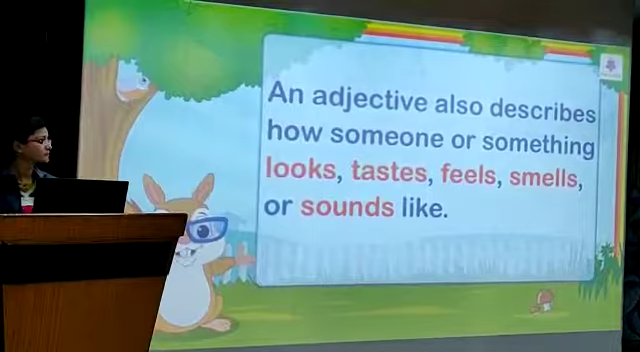 An adjective also describes
how someone or something
looks, tastes, feels, smells,
or sounds like.